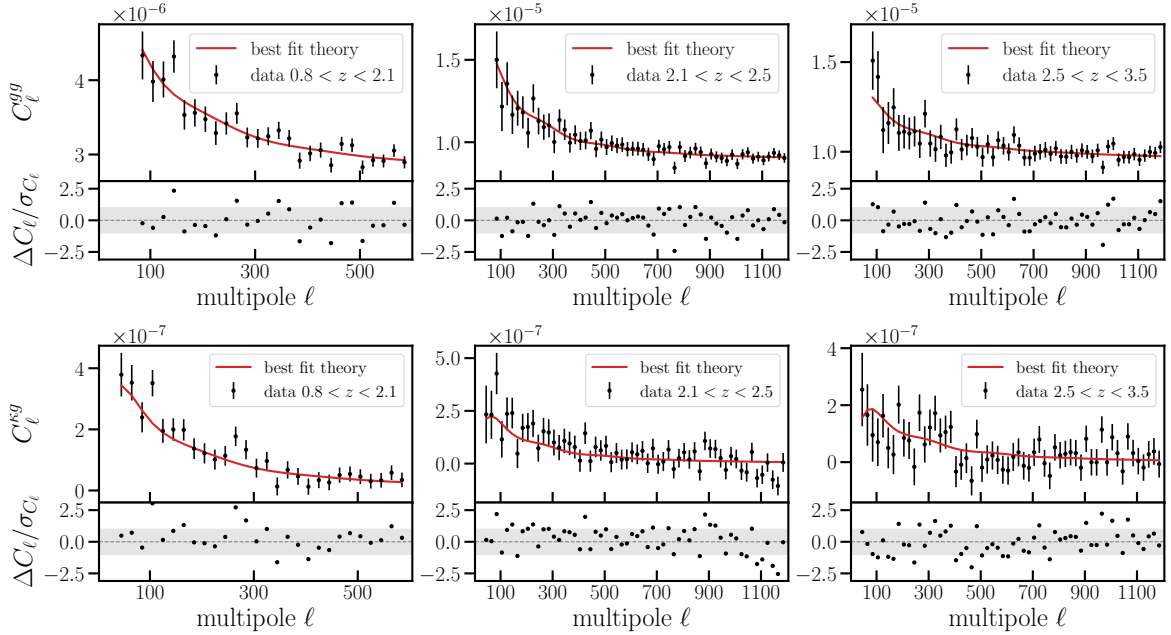 ×10⁻⁶
×10⁻⁵
×10⁻⁵
best fit theory
data 0.8 < z < 2.1
best fit theory
data 2.1 < z < 2.5
best fit theory
data 2.5 < z < 3.5
C_ℓ^{gg}
4
3
1.5
1.0
1.5
1.0
ΔC_ℓ/σ_{C_ℓ}
2.5
0.0
−2.5
2.5
0.0
−2.5
2.5
0.0
−2.5
100 300 500
100 300 500 700 900 1100
100 300 500 700 900 1100
multipole ℓ
multipole ℓ
multipole ℓ
×10⁻⁷
×10⁻⁷
×10⁻⁷
best fit theory
data 0.8 < z < 2.1
best fit theory
data 2.1 < z < 2.5
best fit theory
data 2.5 < z < 3.5
C_ℓ^{κg}
4
2
0
5.0
2.5
0.0
4
2
0
ΔC_ℓ/σ_{C_ℓ}
2.5
0.0
−2.5
2.5
0.0
−2.5
2.5
0.0
−2.5
100 300 500
100 300 500 700 900 1100
100 300 500 700 900 1100
multipole ℓ
multipole ℓ
multipole ℓ